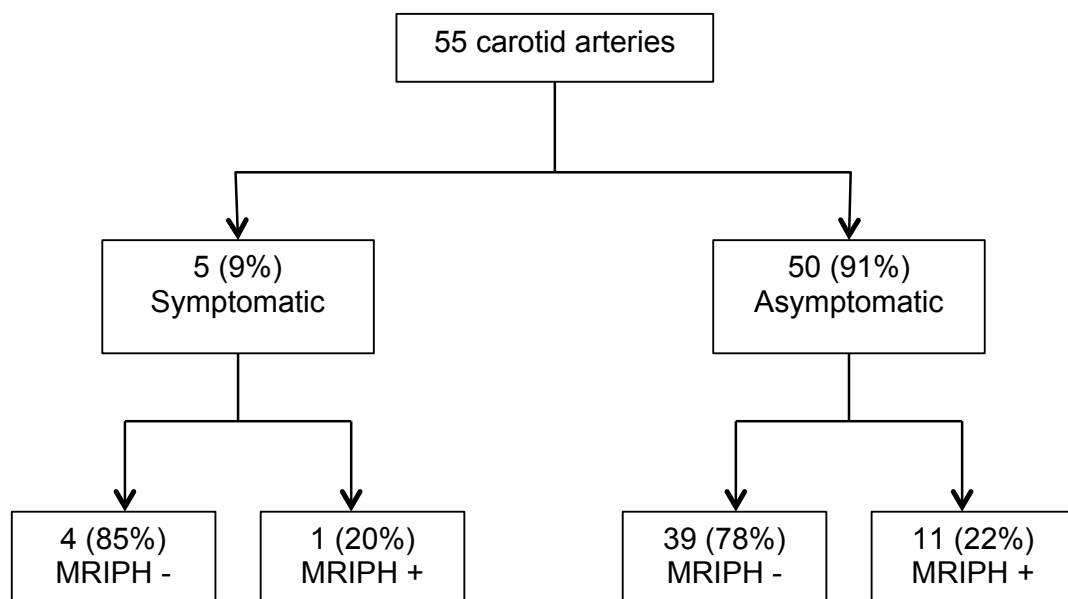 55 carotid arteries
5 (9%)
Symptomatic
50 (91%)
Asymptomatic
4 (85%)
MRIPH -
1 (20%)
MRIPH +
39 (78%)
MRIPH -
11 (22%)
MRIPH +